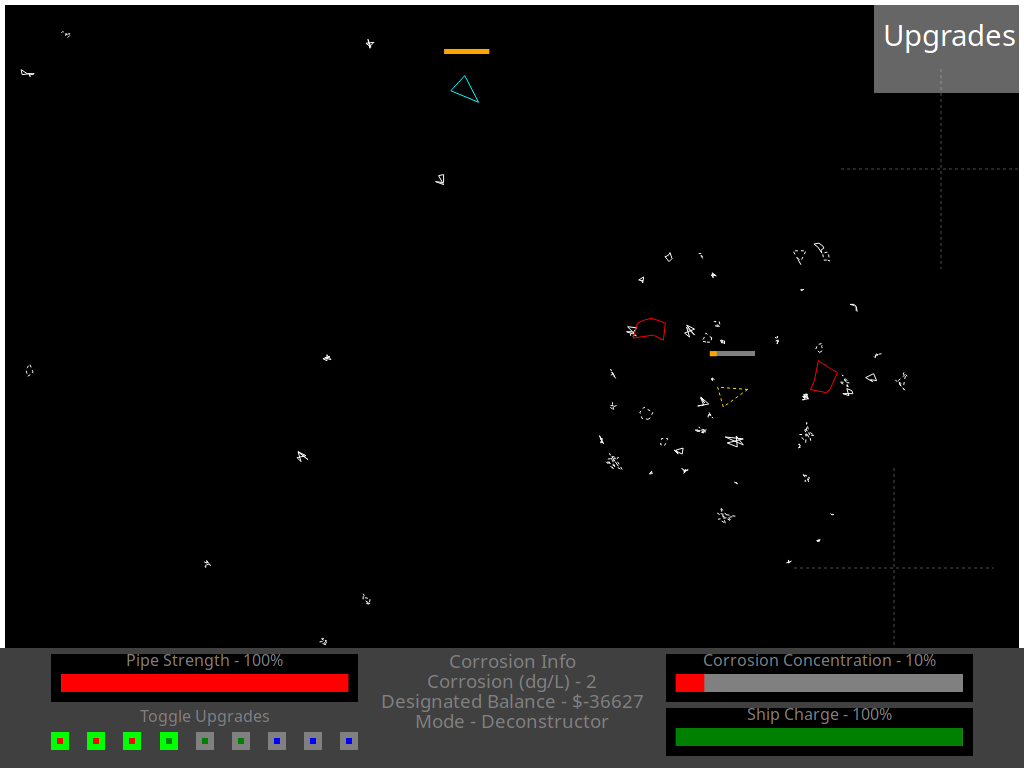 Upgrades
Pipe Strength - 100%
Toggle Upgrades
Corrosion Info
Corrosion (dg/L) - 2
Designated Balance - $-36627
Mode - Deconstructor
Corrosion Concentration - 10%
Ship Charge - 100%